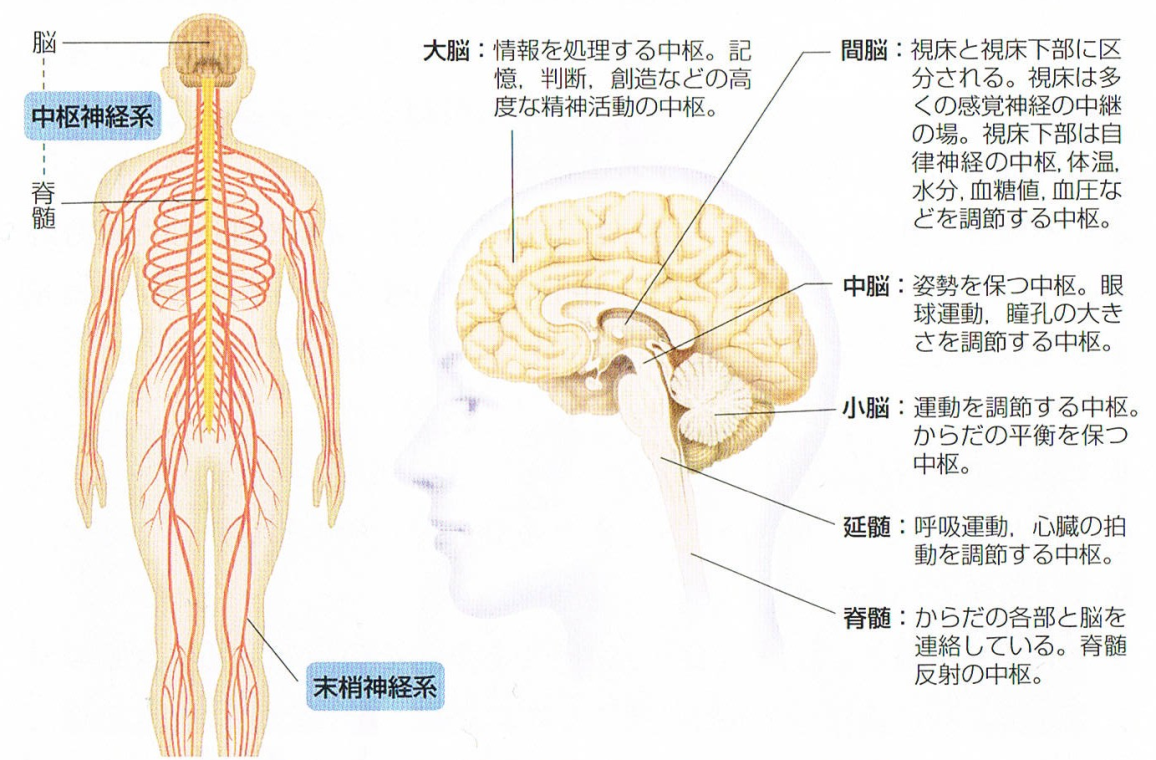 脳
中枢神経系
脊髄
末梢神経系
大脳：情報を処理する中枢。記
憶，判断，創造などの高
度な精神活動の中枢。
間脳：視床と視床下部に区
分される。視床は多
くの感覚神経の中継
の場。視床下部は自
律神経の中枢，体温，
水分，血糖値，血圧な
どを調節する中枢。
中脳：姿勢を保つ中枢。眼
球運動，瞳孔の大き
さを調節する中枢。
小脳：運動を調節する中枢。
からだの平衡を保つ
中枢。
延髄：呼吸運動，心臓の拍
動を調節する中枢。
脊髄：からだの各部と脳を
連絡している。脊髄
反射の中枢。